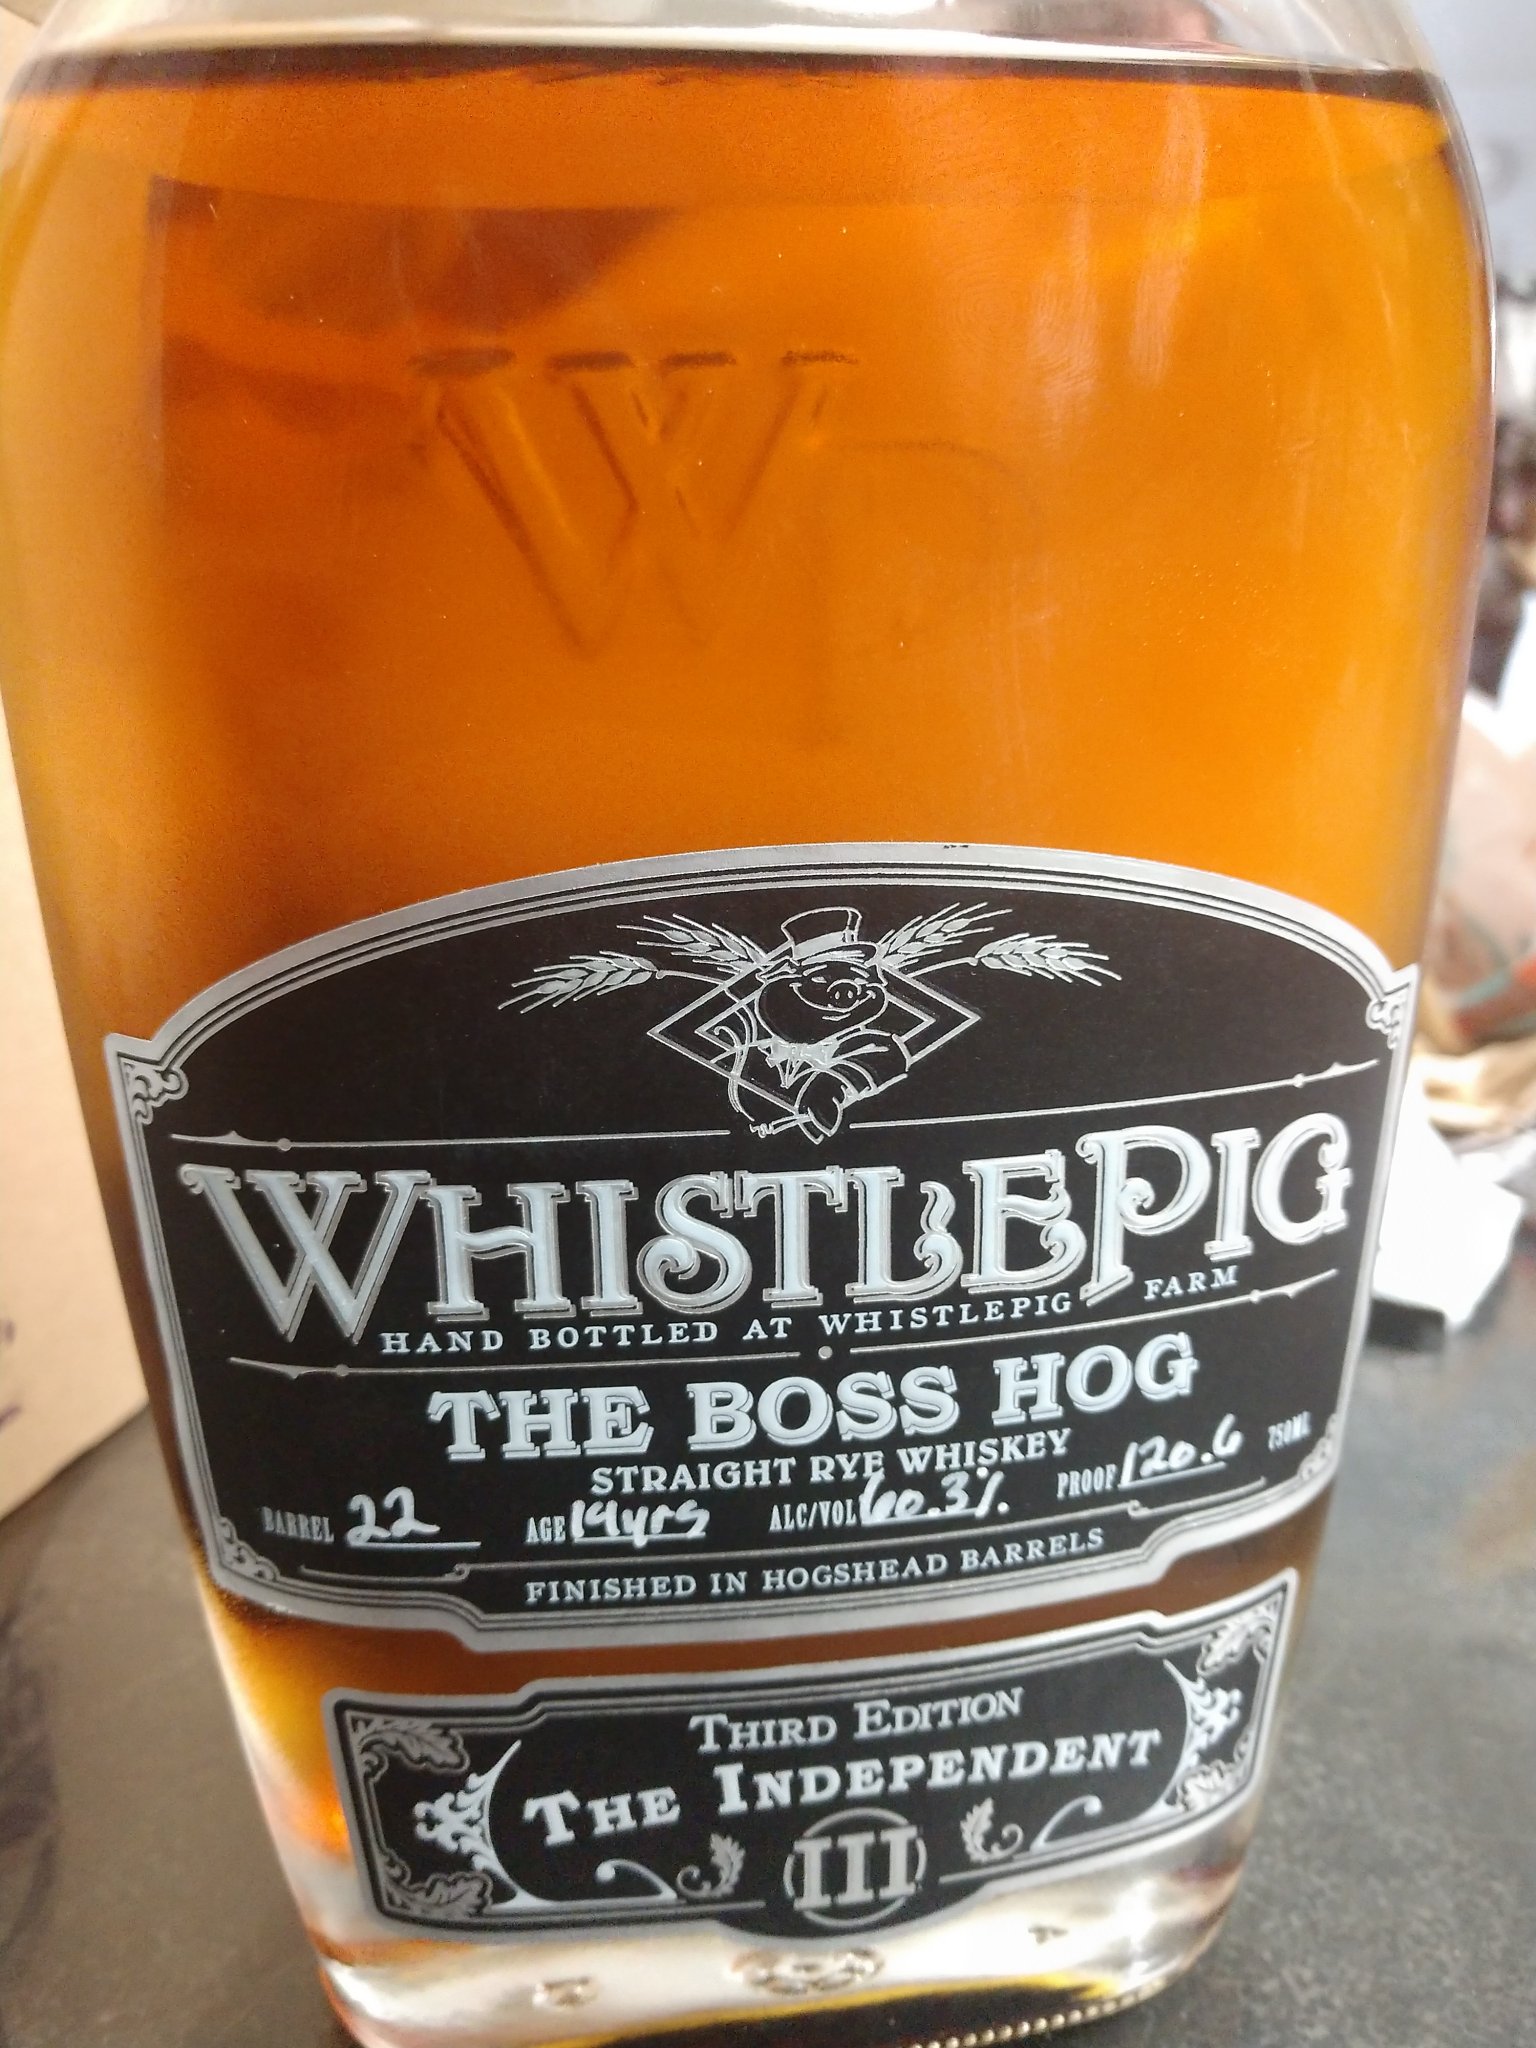 W
WHISTLEPIG
HAND BOTTLED AT WHISTLEPIG FARM
THE BOSS HOG
STRAIGHT RYE WHISKEY
BARREL 22 AGE 14yrs ALC/VOL 60.3% PROOF 120.6 750ML
FINISHED IN HOGSHEAD BARRELS
THIRD EDITION
THE INDEPENDENT
III